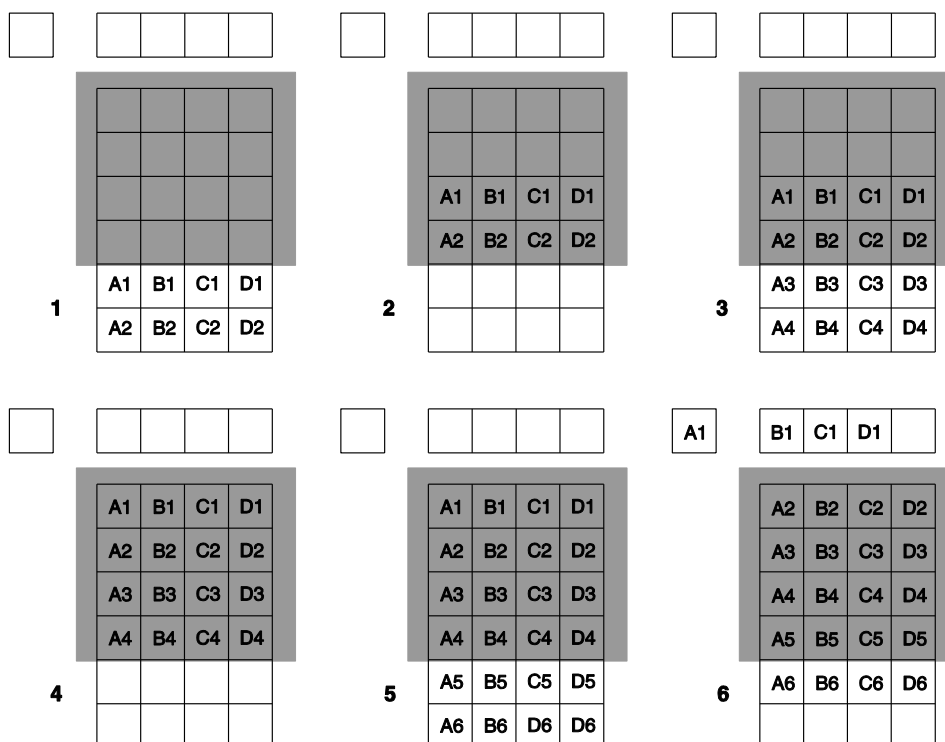 A1 B1 C1 D1
A2 B2 C2 D2
1
A1 B1 C1 D1
A2 B2 C2 D2
2
A1 B1 C1 D1
A2 B2 C2 D2
A3 B3 C3 D3
A4 B4 C4 D4
3
A1 B1 C1 D1
A2 B2 C2 D2
A3 B3 C3 D3
A4 B4 C4 D4
4
A1 B1 C1 D1
A2 B2 C2 D2
A3 B3 C3 D3
A4 B4 C4 D4
A5 B5 C5 D5
A6 B6 D6 D6
5
A1 B1 C1 D1
A2 B2 C2 D2
A3 B3 C3 D3
A4 B4 C4 D4
A5 B5 C5 D5
A6 B6 C6 D6
6